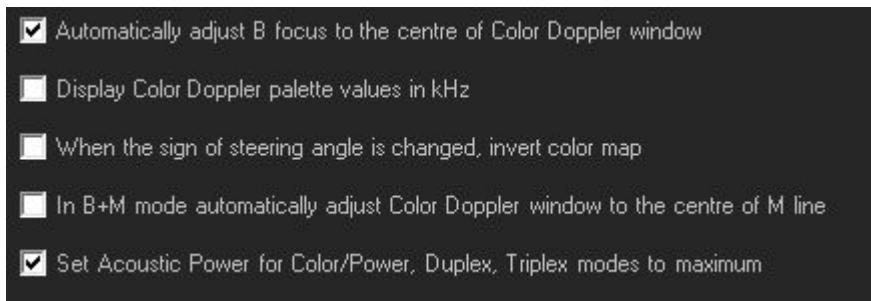 Automatically adjust B focus to the centre of Color Doppler window
Display Color Doppler palette values in kHz
When the sign of steering angle is changed, invert color map
In B+M mode automatically adjust Color Doppler window to the centre of M line
Set Acoustic Power for Color/Power, Duplex, Triplex modes to maximum